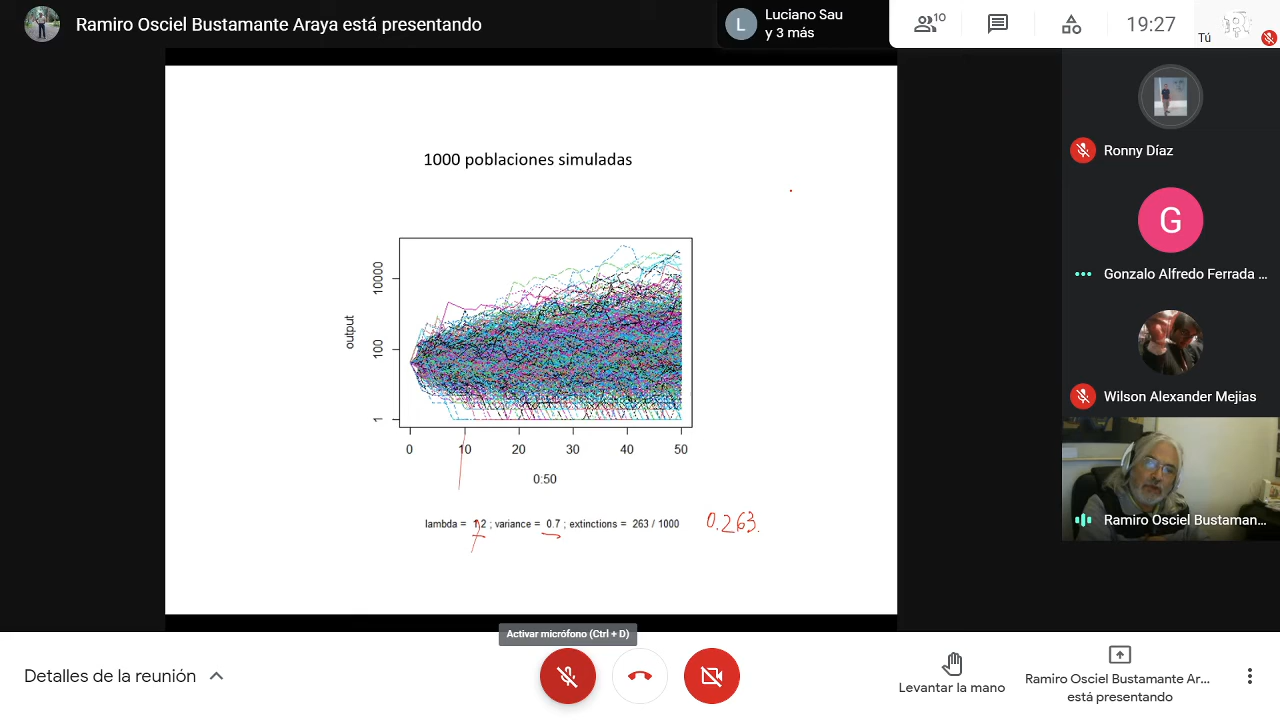 Ramiro Osciel Bustamante Araya está presentando
L
Luciano Sau
y 3 más
10
19:27
Tú
1000 poblaciones simuladas
output
10000
100
1
0 10 20 30 40 50
0:50
lambda = 1.2 ; variance = 0.7 ; extinctions = 263 / 1000
0.263.
Ronny Díaz
G
Gonzalo Alfredo Ferrada ...
Wilson Alexander Mejias
Ramiro Osciel Bustaman...
Activar micrófono (Ctrl + D)
Detalles de la reunión
Levantar la mano
Ramiro Osciel Bustamante Ar...
está presentando